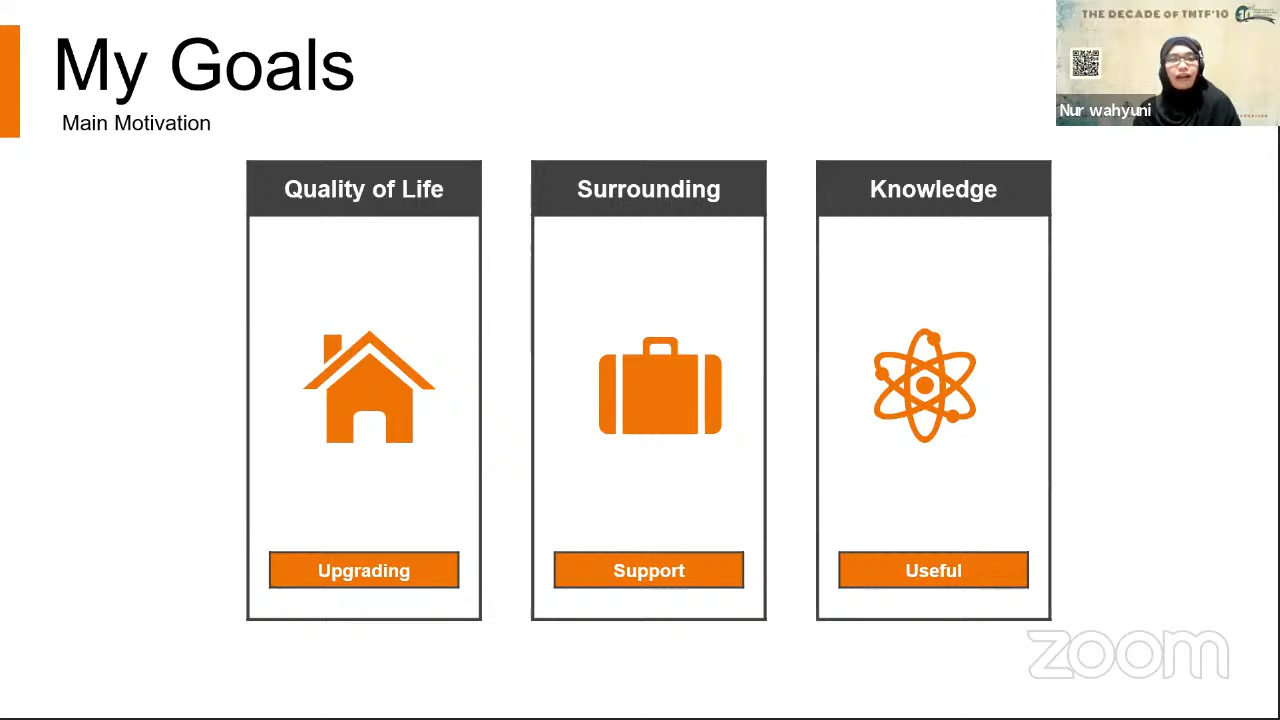 My Goals
Main Motivation
THE DECADE OF TNTF'10
Nur wahyuni
Quality of Life
Surrounding
Knowledge
Upgrading
Support
Useful
zoom